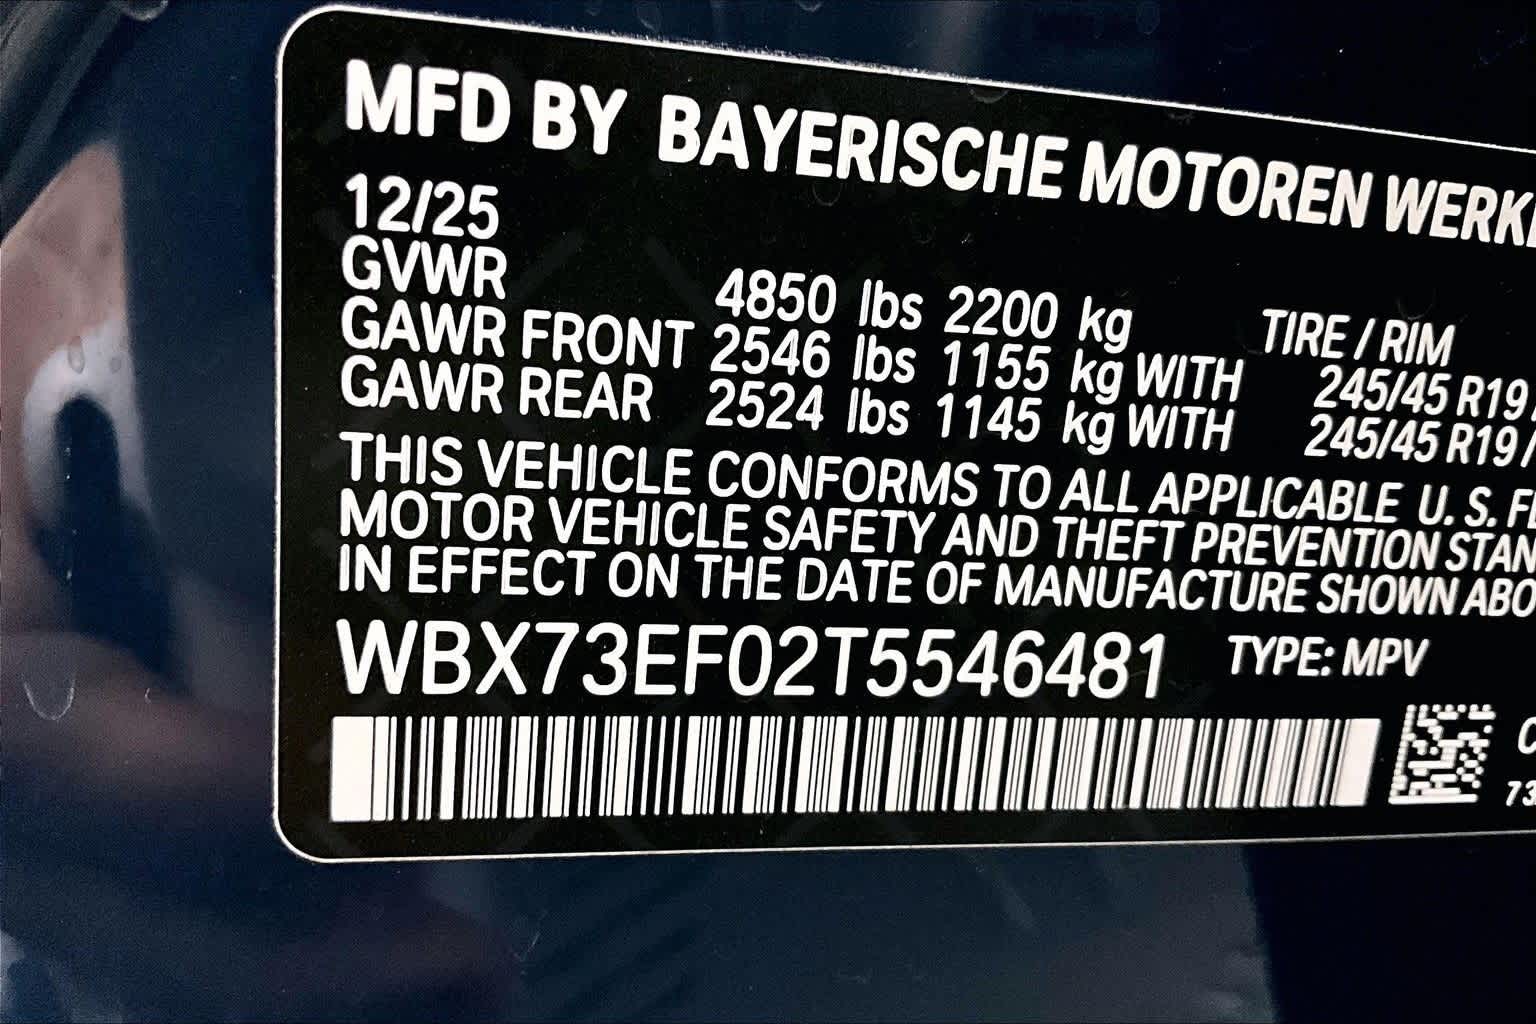 MFD BY BAYERISCHE MOTOREN
12/25
GVWR 4850 lbs 2200 kg TIRE / RIM
GAWR FRONT 2546 lbs 1155 kg WITH 245/45 R19
GAWR REAR 2524 lbs 1145 kg WITH 245/45 R19 /
THIS VEHICLE CONFORMS TO ALL APPLICABLE U. S.
MOTOR VEHICLE SAFETY AND THEFT PREVENTION
IN EFFECT ON THE DATE OF MANUFACTURE SHOWN
WBX73EF02T5546481 TYPE: MPV